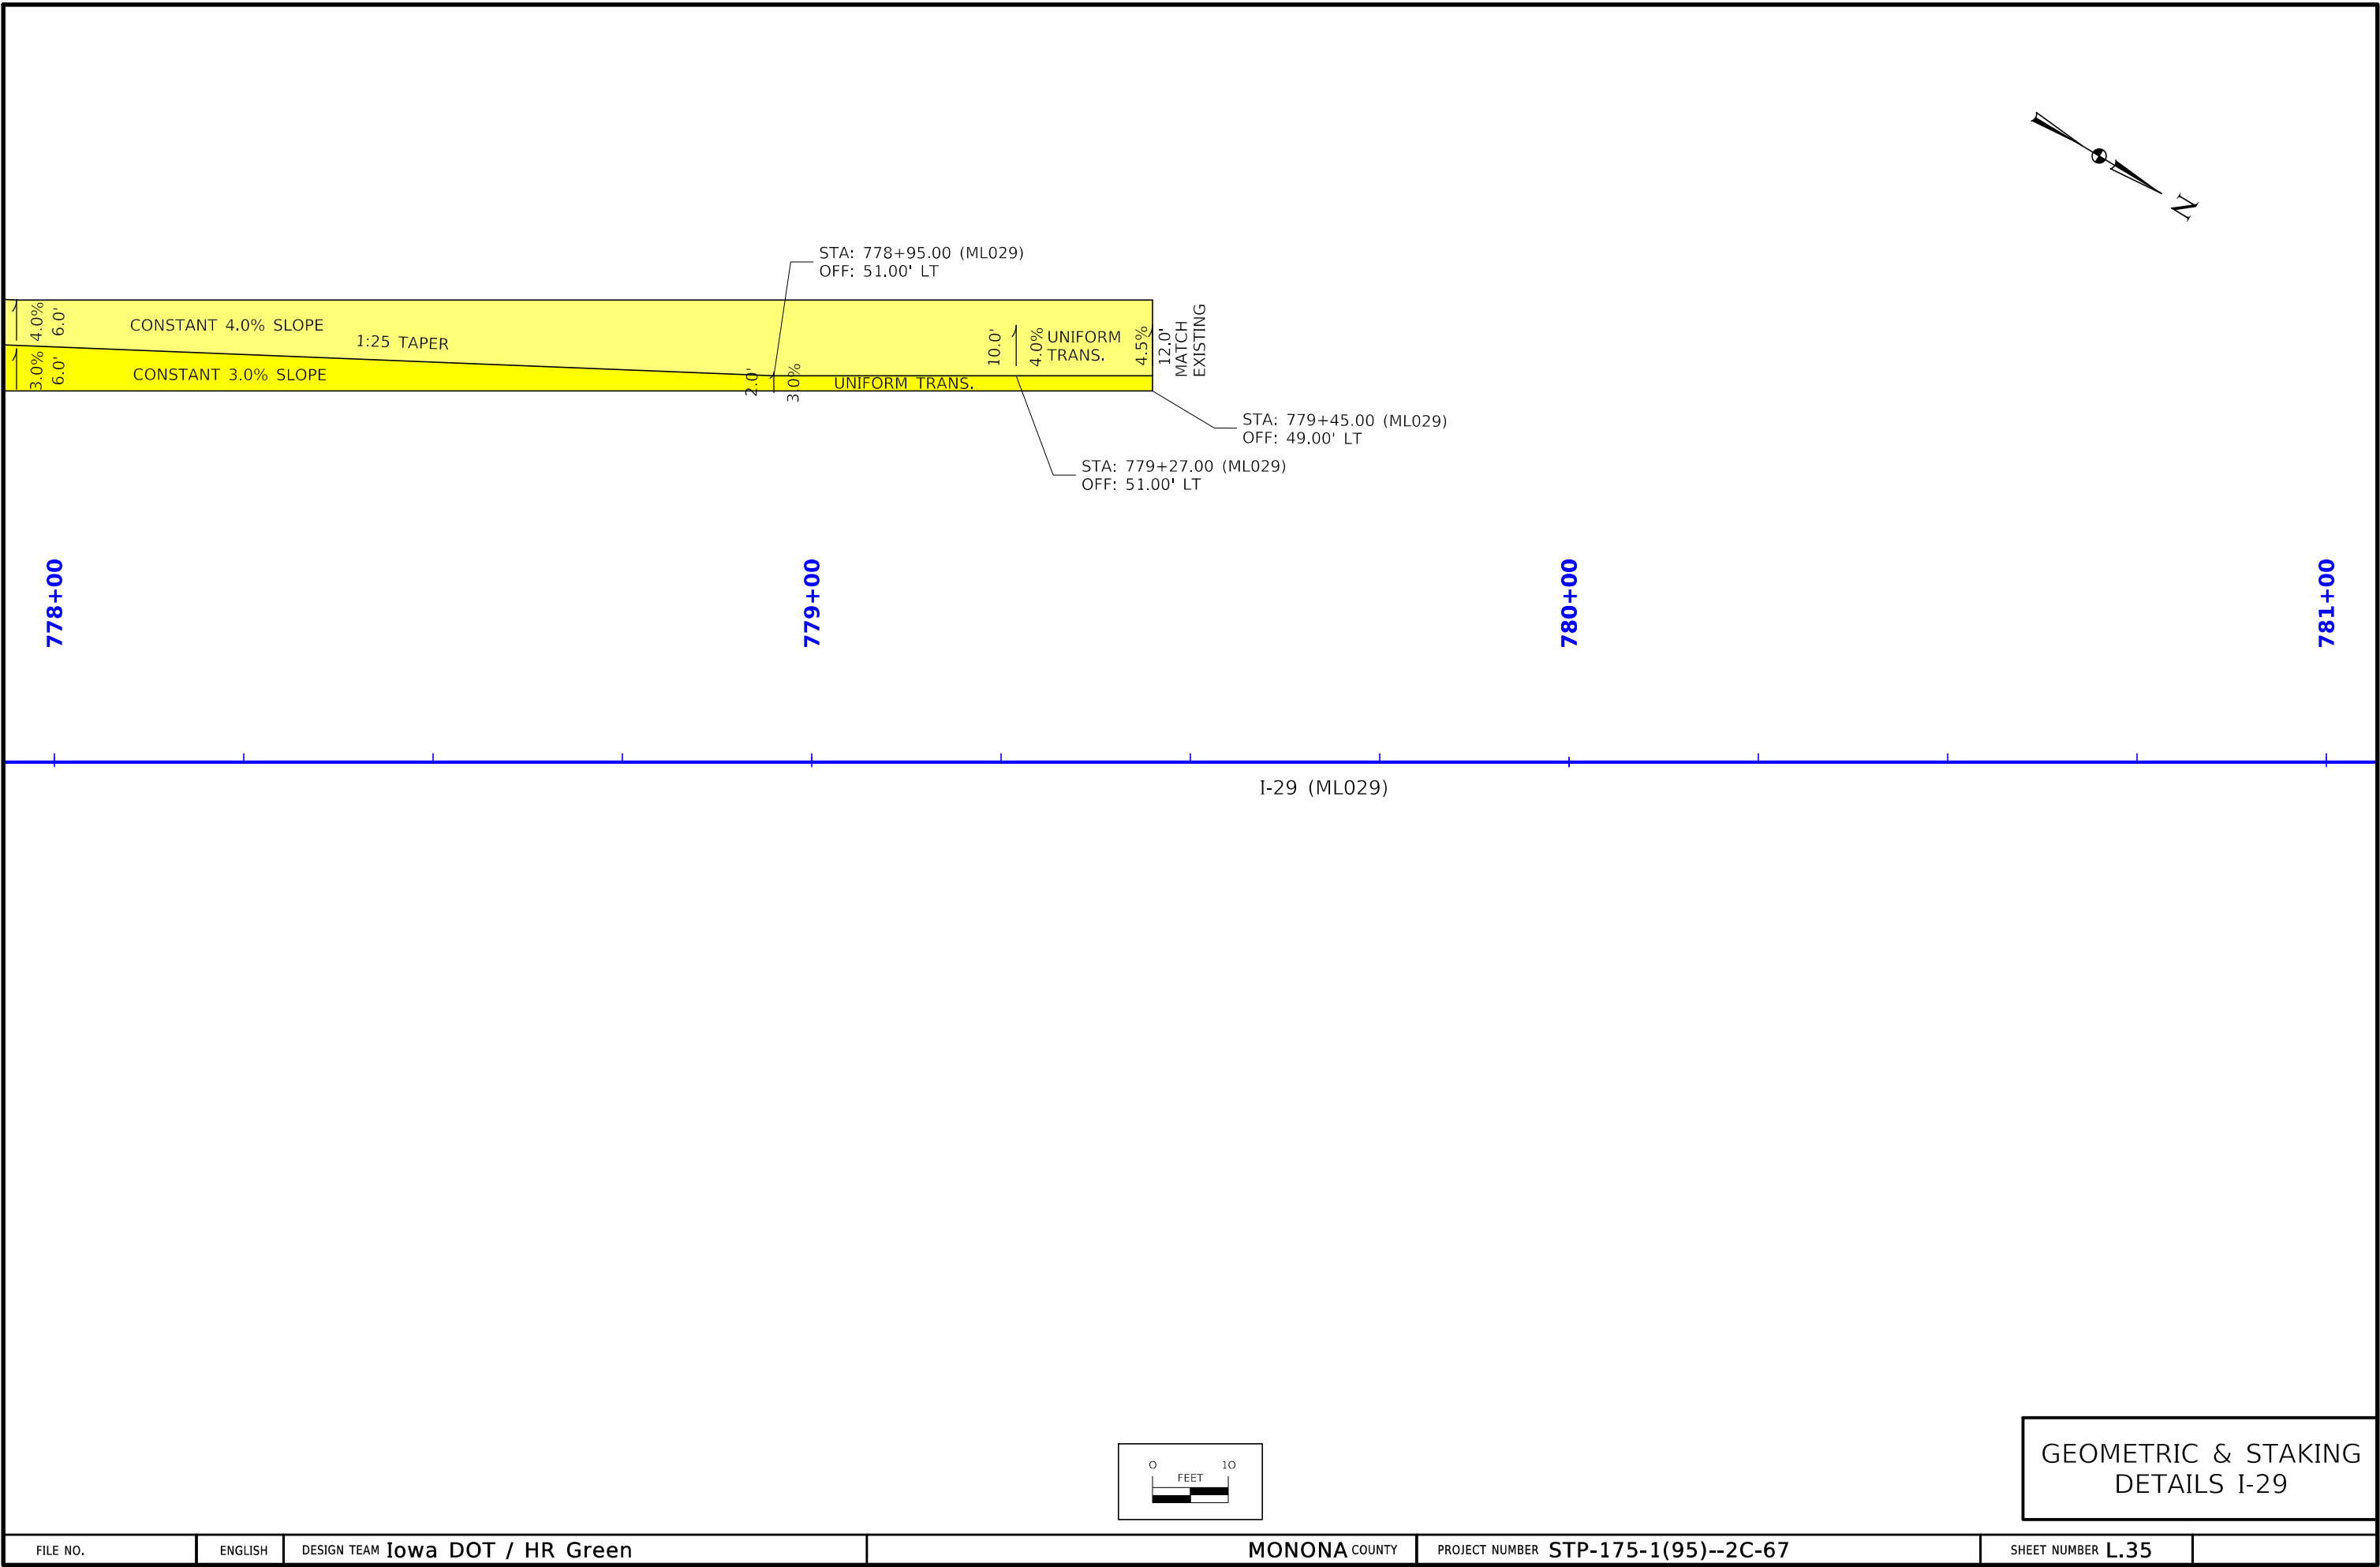 N
STA: 778+95.00 (ML029)
OFF: 51.00' LT
4.0%
6.0'
CONSTANT 4.0% SLOPE
1:25 TAPER
10.0'
4.0%
UNIFORM
TRANS.
4.5%
12.0'
MATCH
EXISTING
3.0%
6.0'
CONSTANT 3.0% SLOPE
2.0'
3.0%
UNIFORM TRANS.
STA: 779+45.00 (ML029)
OFF: 49.00' LT
STA: 779+27.00 (ML029)
OFF: 51.00' LT
778+00
779+00
780+00
781+00
I-29 (ML029)
0 10
FEET
GEOMETRIC & STAKING
DETAILS I-29
FILE NO. ENGLISH DESIGN TEAM Iowa DOT / HR Green MONONA COUNTY PROJECT NUMBER STP-175-1(95)--2C-67 SHEET NUMBER L.35